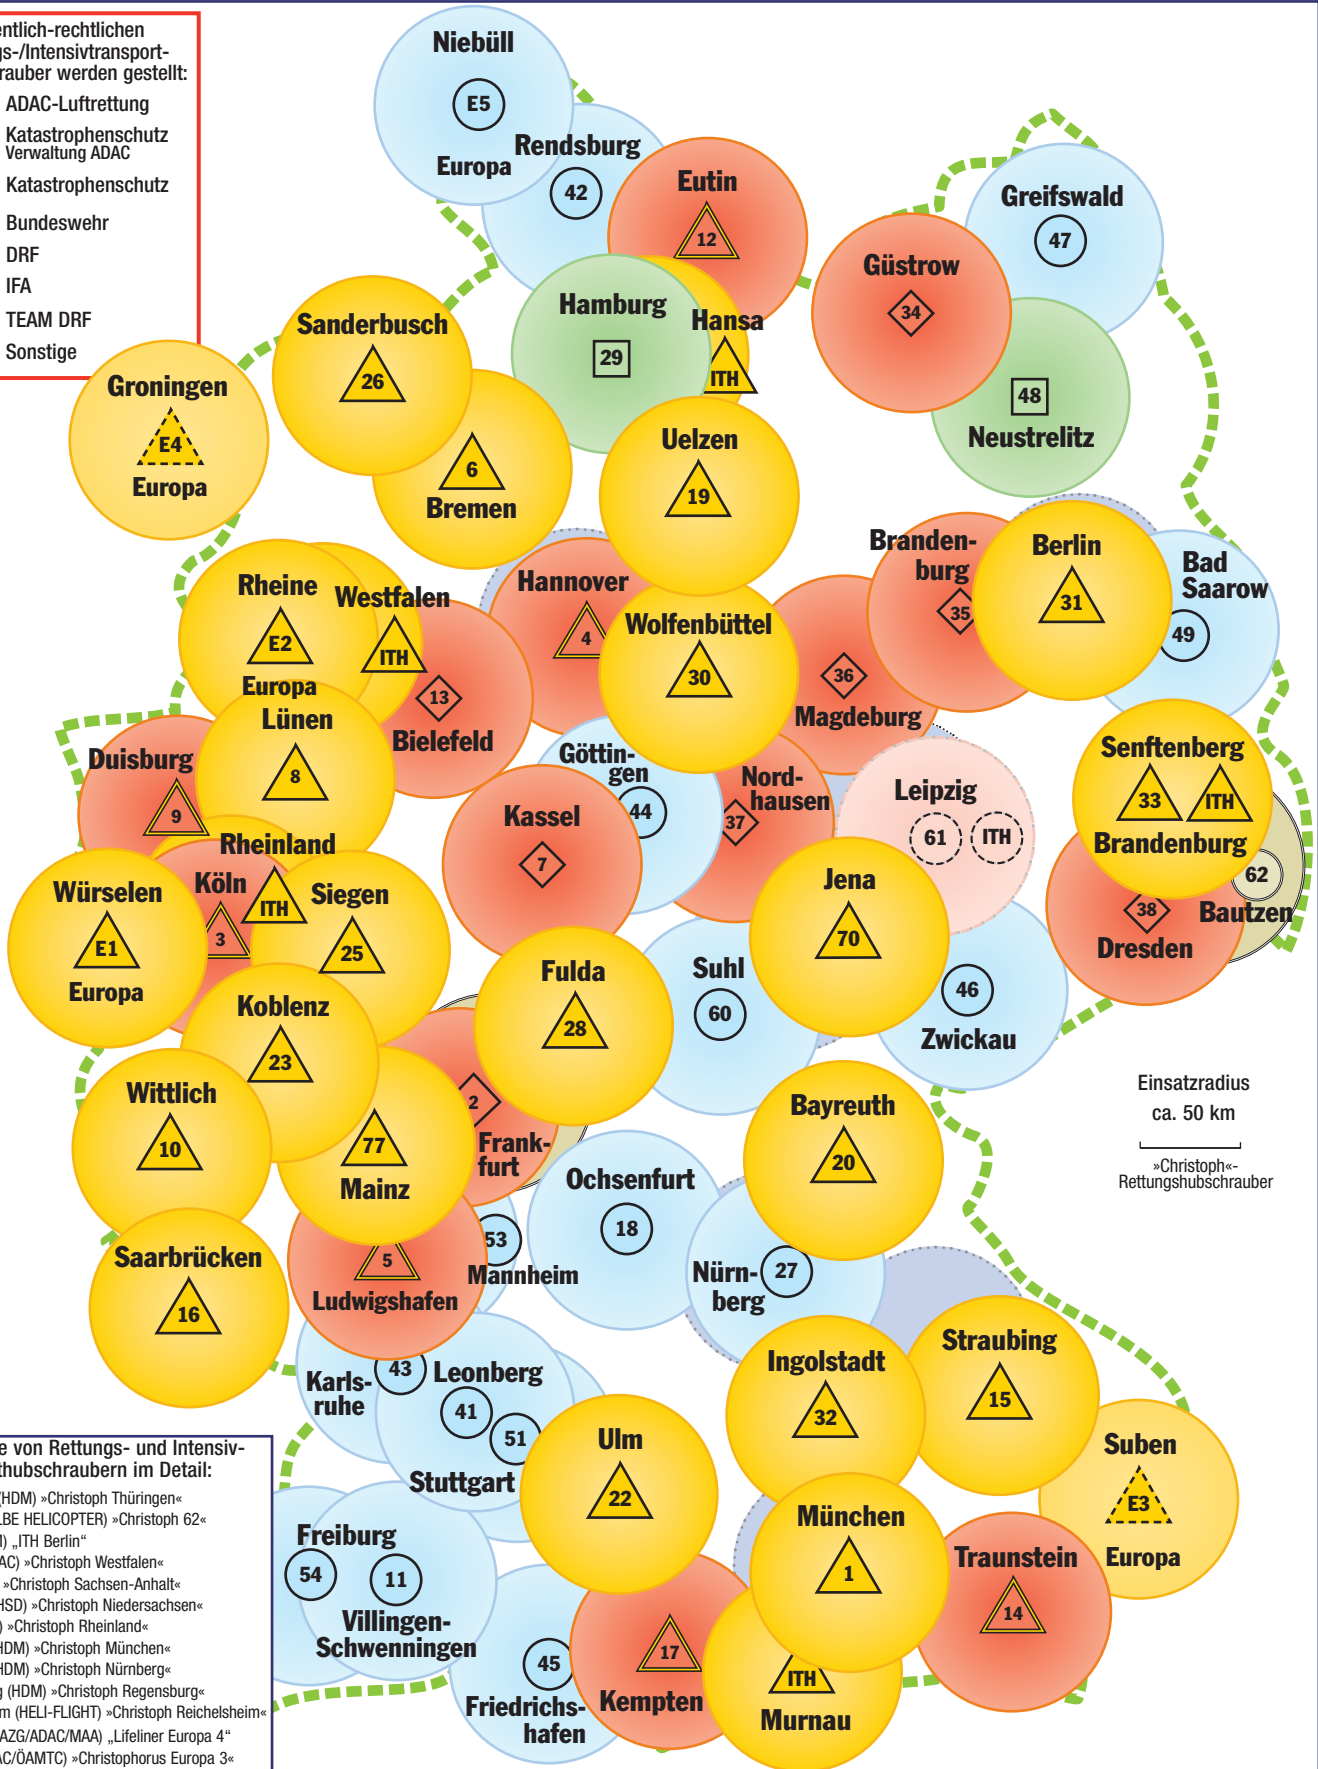 entlich-rechtlichen
gs-/Intensivtransport-
rauber werden gestellt:
ADAC-Luftrettung
Katastrophenschutz
Verwaltung ADAC
Katastrophenschutz
Bundeswehr
DRF
IFA
TEAM DRF
Sonstige
Niebüll
E5
Europa
Rendsburg
42
Eutin
12
Greifswald
47
Güstrow
34
Hamburg
29
Hansa
ITH
Sanderbusch
26
Groningen
E4
Europa
48
Neustrelitz
6
Bremen
Uelzen
19
Branden-
burg
35
Berlin
31
Bad
Saarow
49
Rheine
E2
Europa
Westfalen
ITH
Hannover
4
Wolfenbüttel
30
36
Magdeburg
13
Bielefeld
Lünen
8
Duisburg
9
Göttin-
gen
44
Nord-
hausen
37
Leipzig
61
ITH
Senftenberg
33
ITH
Brandenburg
62
Bautzen
38
Dresden
Kassel
7
Rheinland
ITH
Köln
3
Würselen
E1
Europa
Siegen
25
Jena
70
Fulda
28
Suhl
60
46
Zwickau
Koblenz
23
Wittlich
10
77
Mainz
2
Frank-
furt
Bayreuth
20
Einsatzradius
ca. 50 km
»Christoph«-
Rettungshubschrauber
Ochsenfurt
18
53
Mannheim
5
Ludwigshafen
Saarbrücken
16
Nürn-
berg
27
Ingolstadt
32
Straubing
15
Karls-
ruhe
43
Leonberg
41
51
Stuttgart
Ulm
22
Suben
E3
Europa
München
1
Traunstein
14
Freiburg
54
11
Villingen-
Schwenningen
45
Friedrichs-
hafen
17
Kempten
ITH
Murnau
e von Rettungs- und Intensiv-
thubschraubern im Detail:
(HDM) »Christoph Thüringen«
LBE HELICOPTER) »Christoph 62«
M) „ITH Berlin“
AC) »Christoph Westfalen«
»Christoph Sachsen-Anhalt«
HSD) »Christoph Niedersachsen«
) »Christoph Rheinland«
HDM) »Christoph München«
HDM) »Christoph Nürnberg«
g (HDM) »Christoph Regensburg«
m (HELI-FLIGHT) »Christoph Reichelsheim«
AZG/ADAC/MAA) „Lifeliner Europa 4“
AC/ÖAMTC) »Christophorus Europa 3«